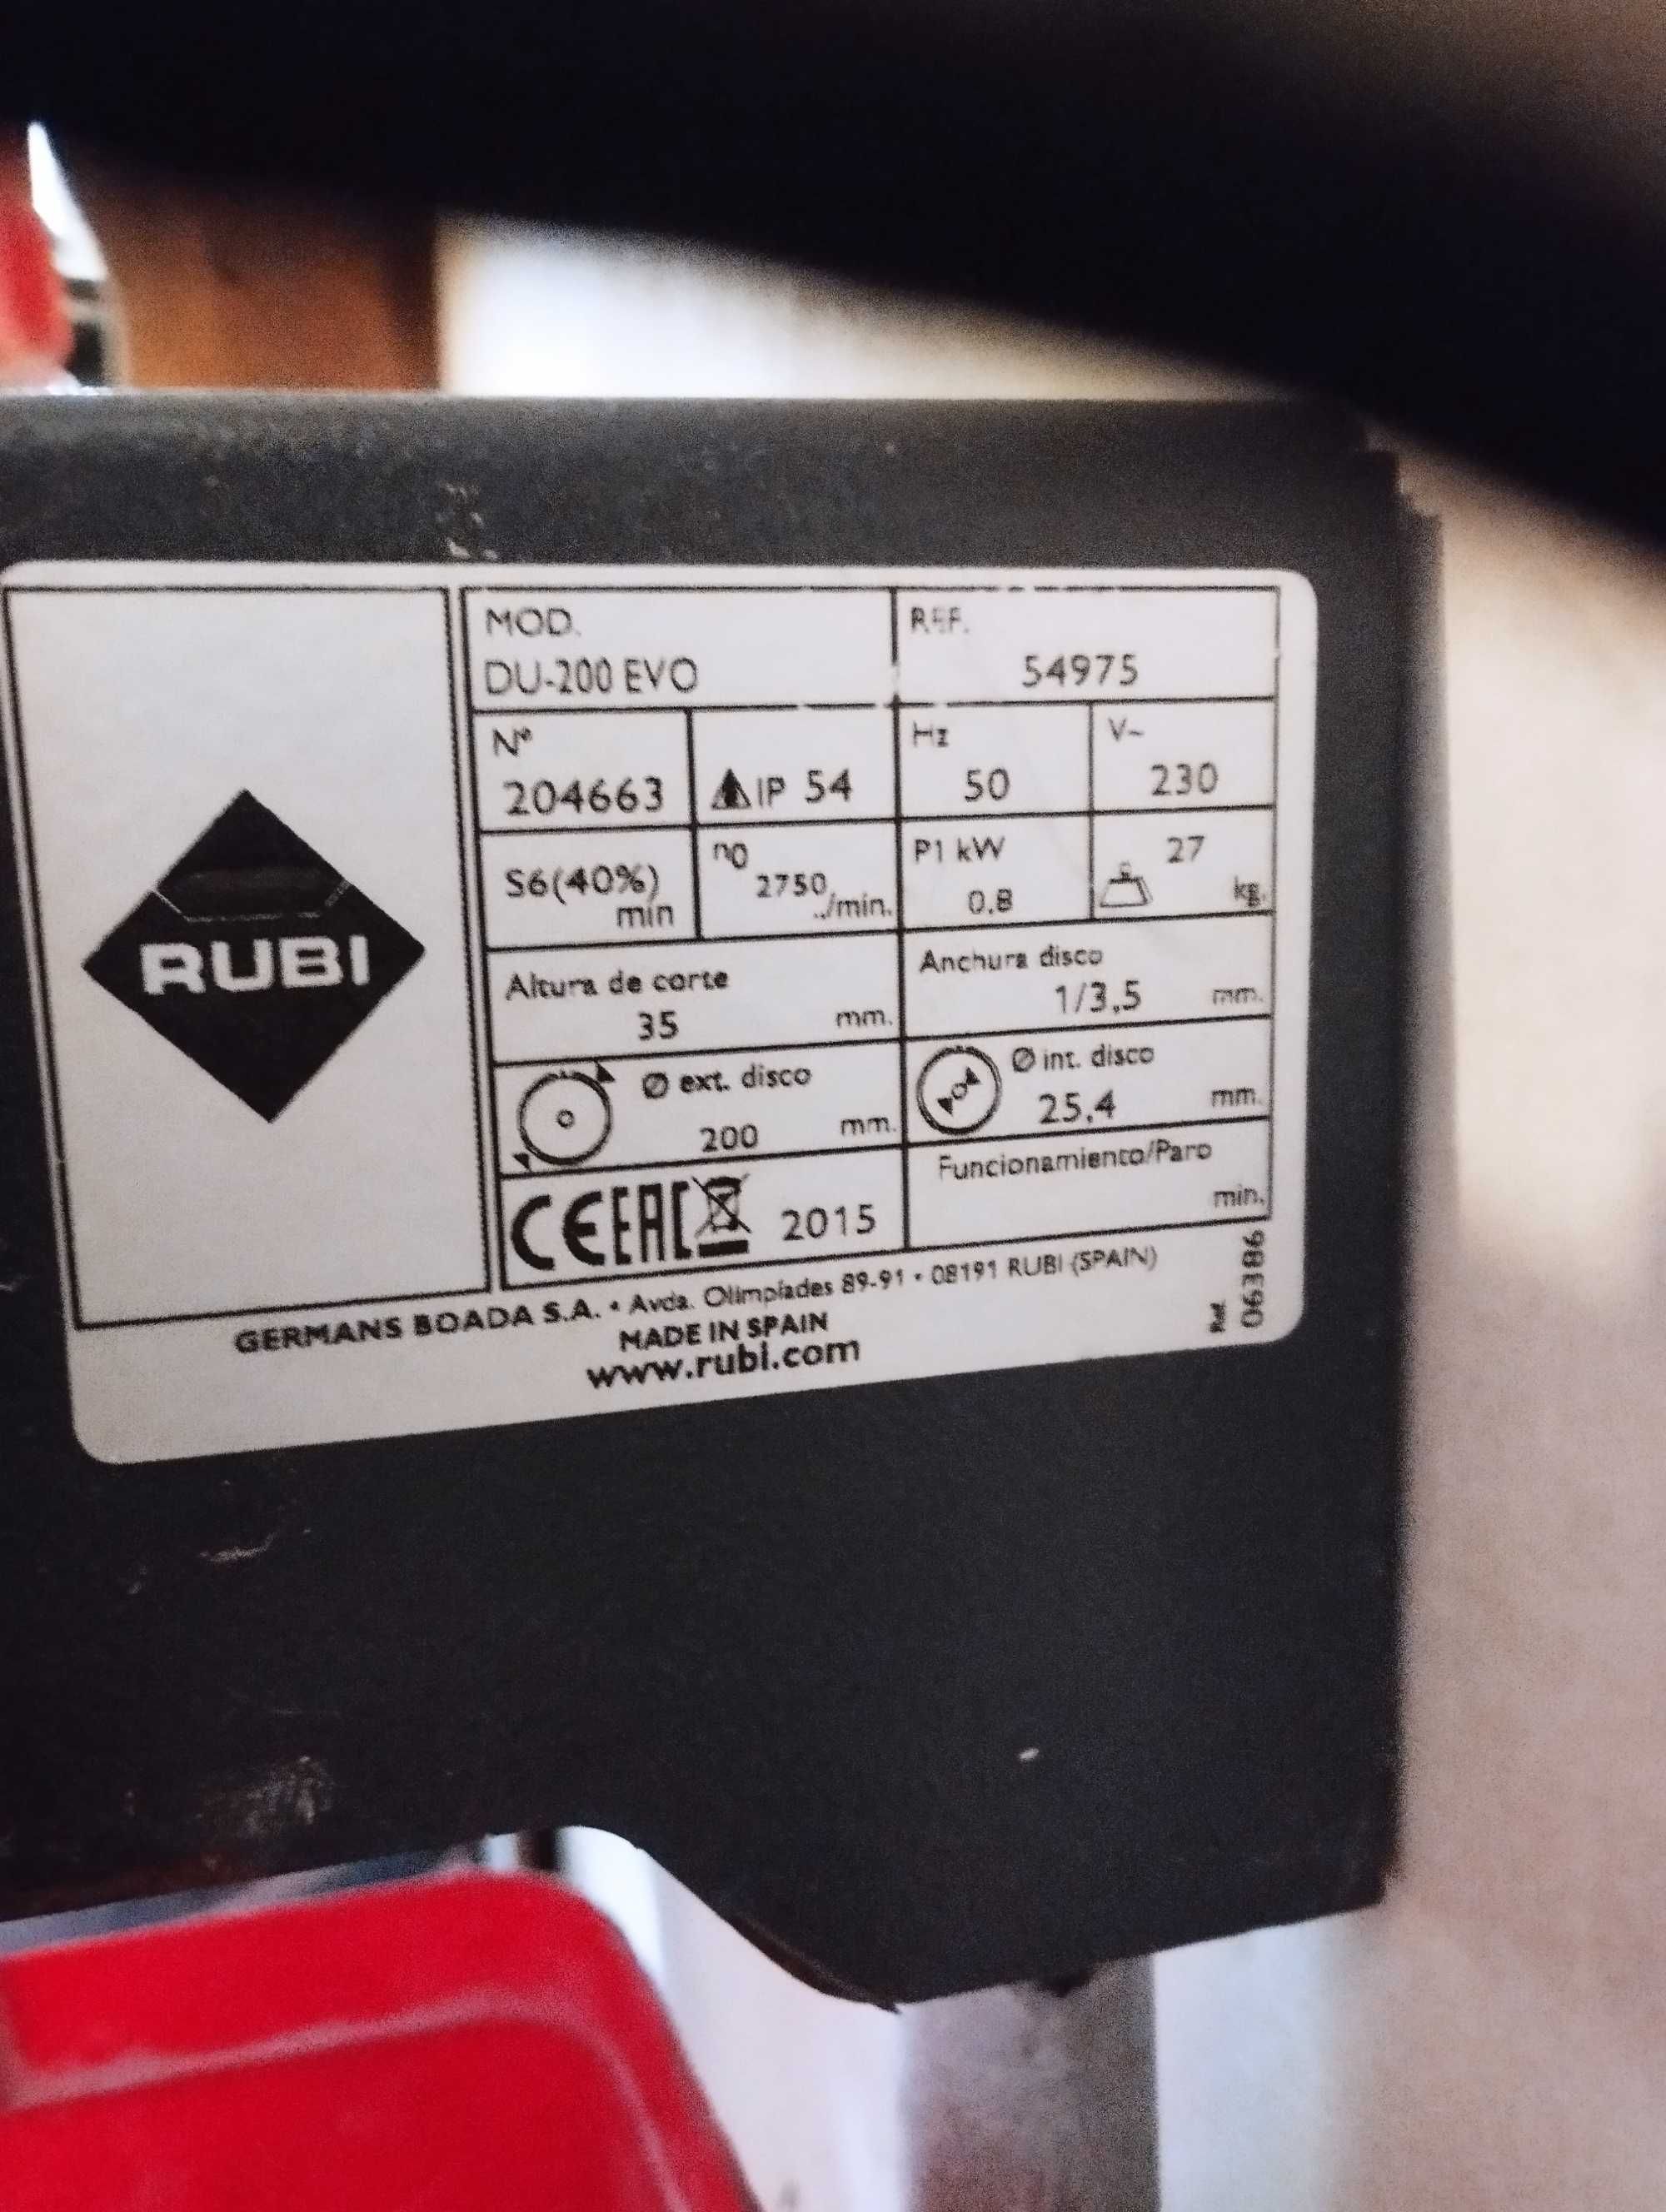 RUBI
MOD.
DU-200 EVO
REF.
54975
Nº
204663
IP 54
Hz
50
V~
230
S6(40%)
min
n0
2750
../min.
P1 kW
0.8
27
kg.
Altura de corte
35 mm.
Anchura disco
1/3,5 mm.
Ø ext. disco
200 mm.
Ø int. disco
25,4 mm.
CE EAC 2015
Funcionamiento/Paro
min.
GERMANS BOADA S.A. • Avda. Olimpíades 89-91 • 08191 RUBI (SPAIN)
MADE IN SPAIN
www.rubi.com
Ref.
06386